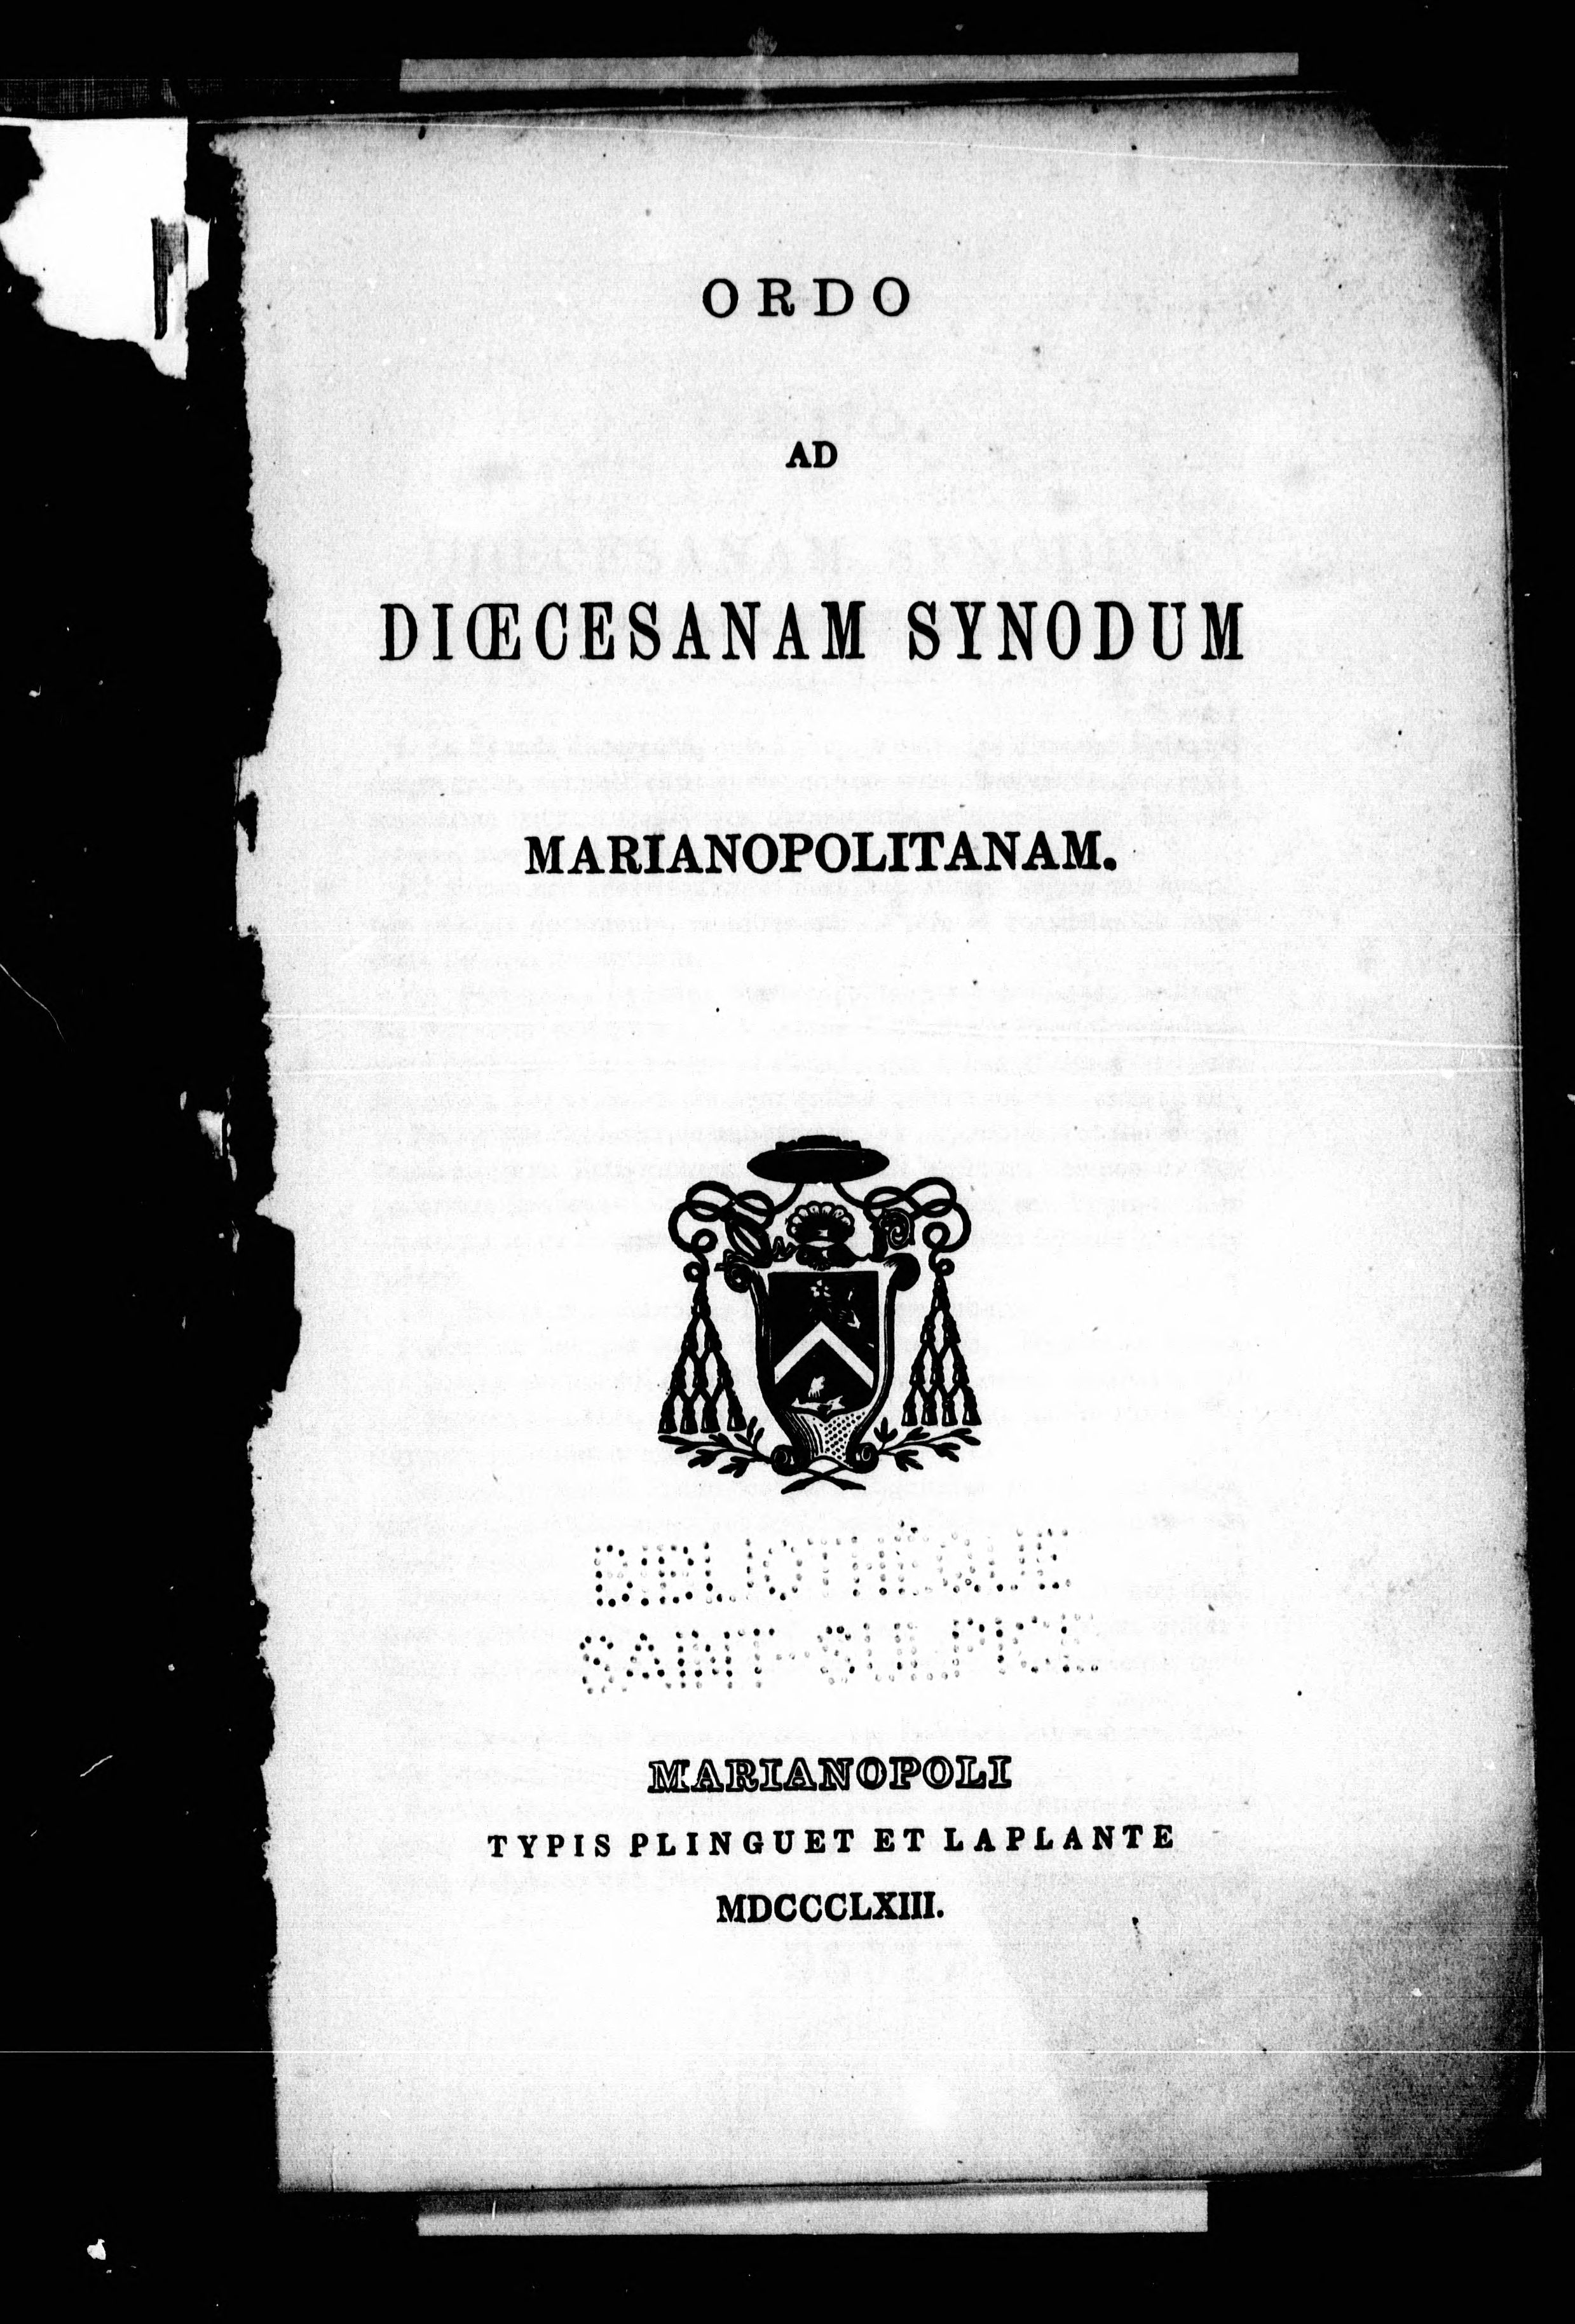 ORDO
AD
DIŒCESANAM SYNODUM
MARIANOPOLITANAM.
BIBLIOTHÈQUE
SAINT-SULPICE
MARIANOPOLI
TYPIS PLINGUET ET LAPLANTE
MDCCCLXIII.